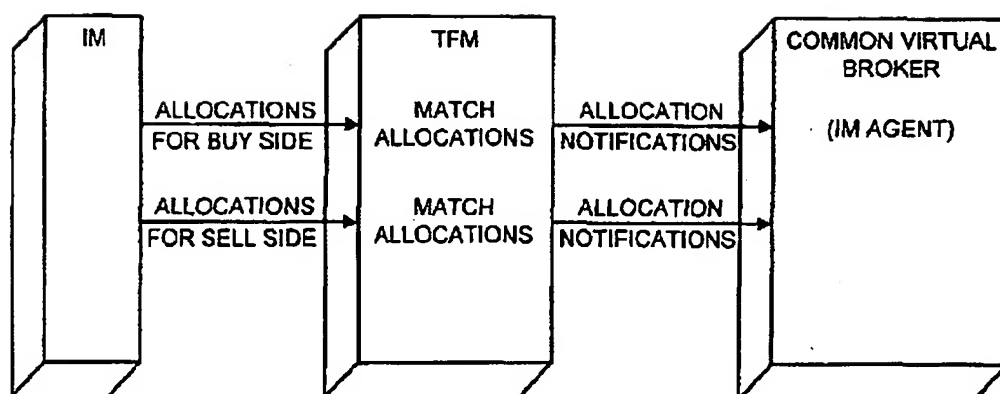 IM
TFM
COMMON VIRTUAL
BROKER
(IM AGENT)
ALLOCATIONS
FOR BUY SIDE
MATCH
ALLOCATIONS
ALLOCATION
NOTIFICATIONS
ALLOCATIONS
FOR SELL SIDE
MATCH
ALLOCATIONS
ALLOCATION
NOTIFICATIONS